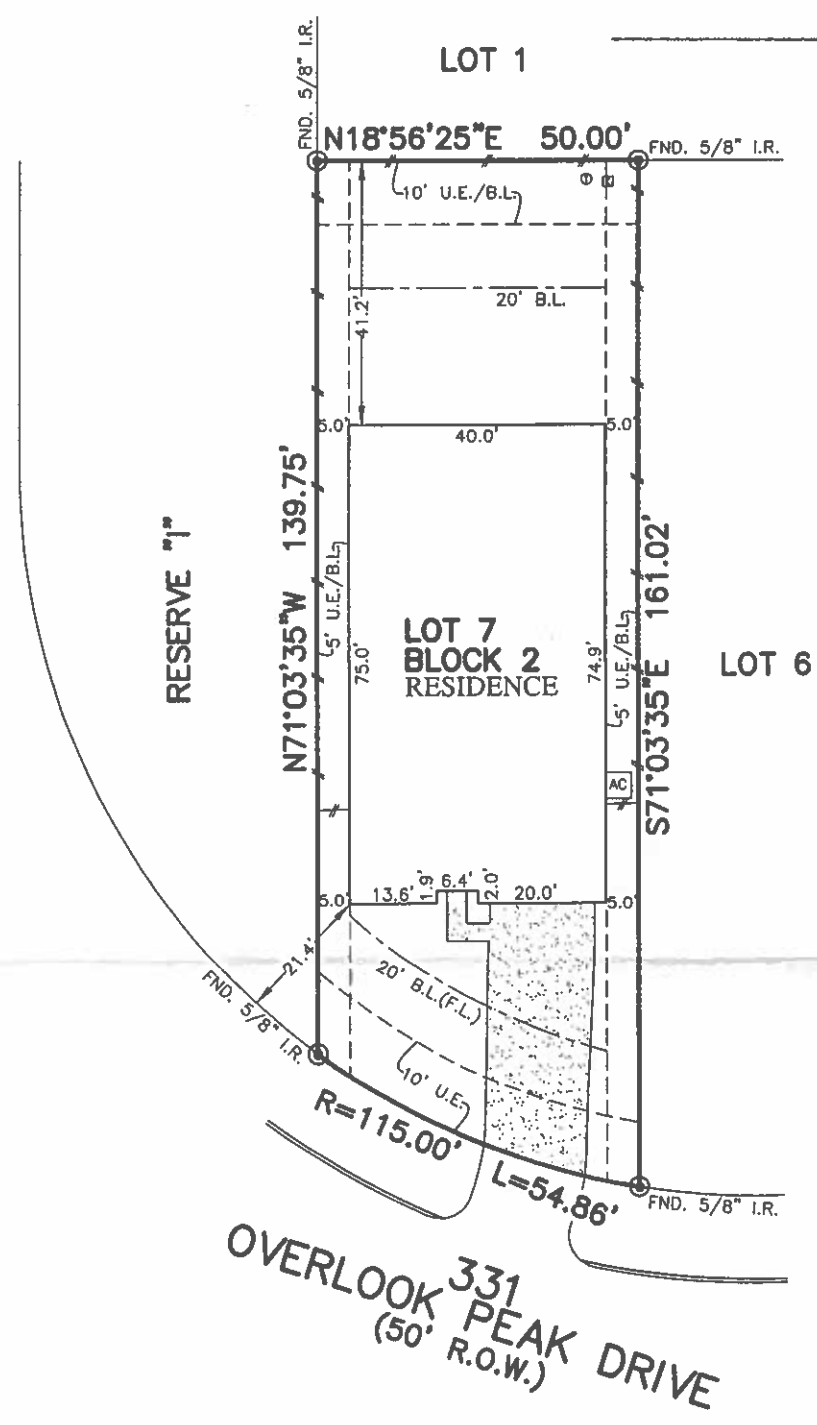 LOT 1
FND. 5/8" I.R.
N18°56'25"E 50.00'
FND. 5/8" I.R.
10' U.E./B.L.
20' B.L.
41.2'
5.0'
40.0'
5.0'
N71°03'35"W 139.75'
S71°03'35"E 161.02'
RESERVE "I"
5' U.E./B.L.
75.0'
LOT 7
BLOCK 2
RESIDENCE
74.9'
5' U.E./B.L.
LOT 6
AC
5.0'
13.6'
1.9'
6.4'
2.0'
20.0'
5.0'
21.4'
20' B.L.(F.L.)
FND. 5/8" I.R.
10' U.E.
R=115.00'
L=54.86'
FND. 5/8" I.R.
331
OVERLOOK PEAK DRIVE
(50' R.O.W.)